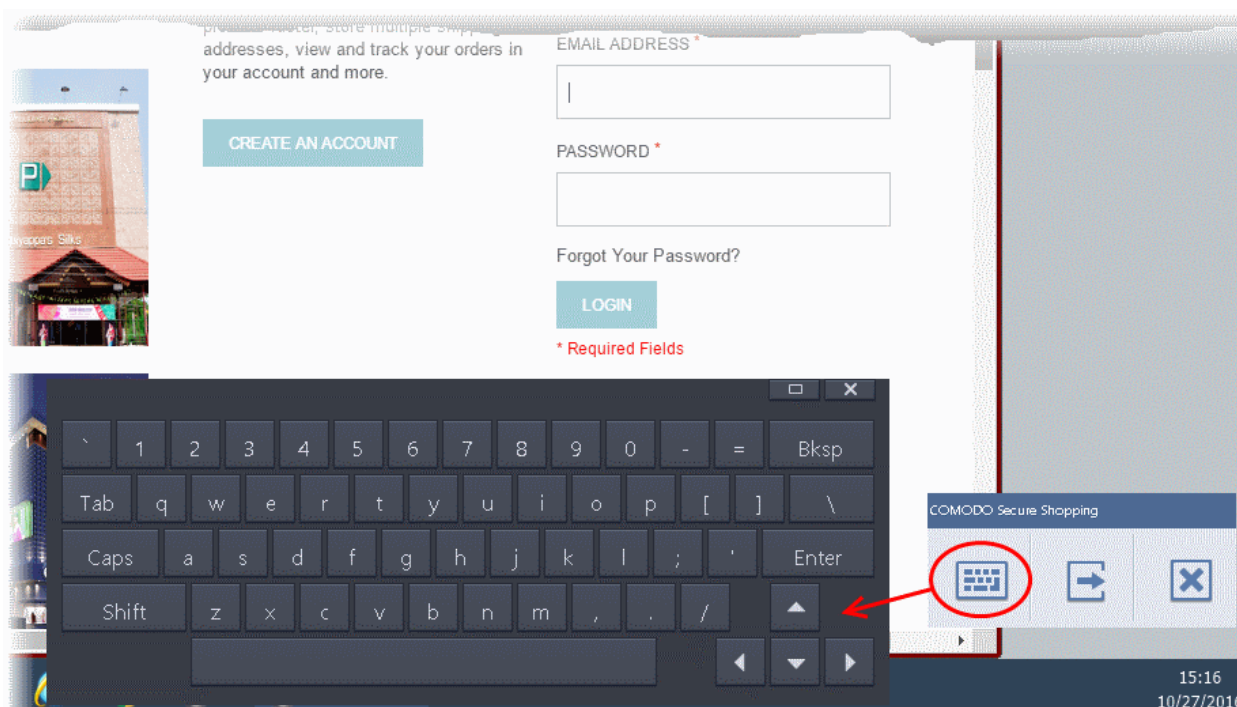 addresses, view and track your orders in
your account and more.
CREATE AN ACCOUNT
EMAIL ADDRESS *
PASSWORD *
Forgot Your Password?
LOGIN
* Required Fields
P
Silks
` 1 2 3 4 5 6 7 8 9 0 - = Bksp
Tab q w e r t y u i o p [ ] \
Caps a s d f g h j k l ; ' Enter
Shift z x c v b n m , . /
COMODO Secure Shopping
15:16